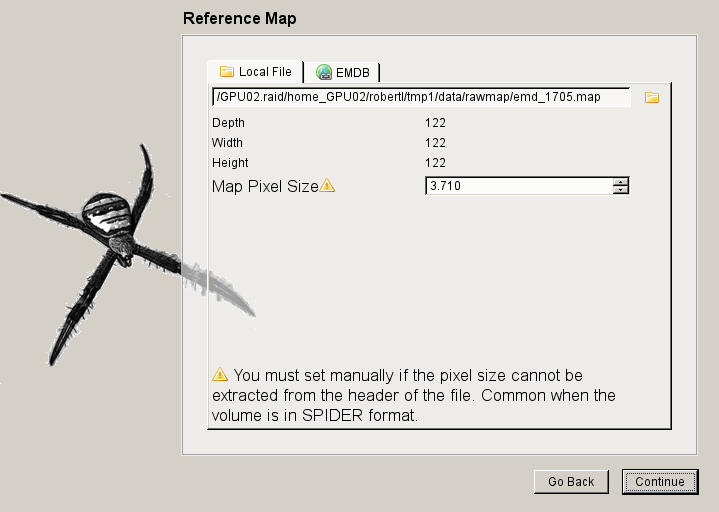 Reference Map
Local File EMDB
/GPU02.raid/home_GPU02/robertl/tmp1/data/rawmap/emd_1705.map
Depth 122
Width 122
Height 122
Map Pixel Size 3.710
You must set manually if the pixel size cannot be
extracted from the header of the file. Common when the
volume is in SPIDER format.
Go Back Continue